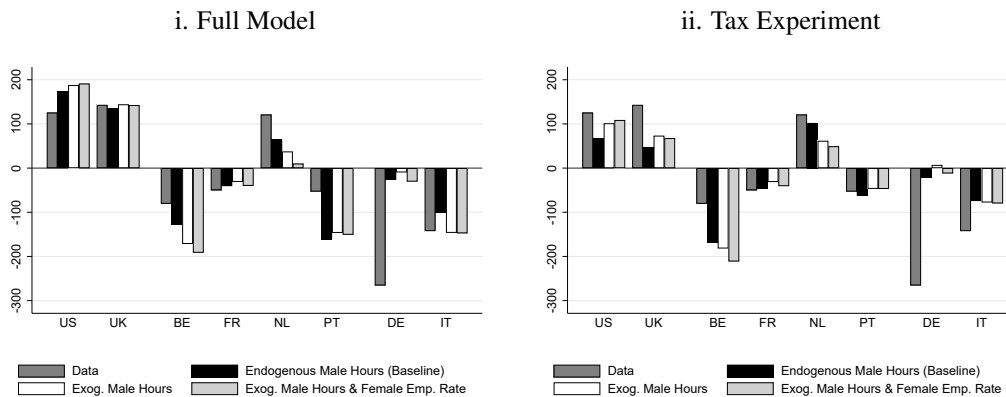 i. Full Model
200
100
0
-100
-200
-300
US UK BE FR NL PT DE IT
Data Endogenous Male Hours (Baseline)
Exog. Male Hours Exog. Male Hours & Female Emp. Rate
ii. Tax Experiment
200
100
0
-100
-200
-300
US UK BE FR NL PT DE IT
Data Endogenous Male Hours (Baseline)
Exog. Male Hours Exog. Male Hours & Female Emp. Rate